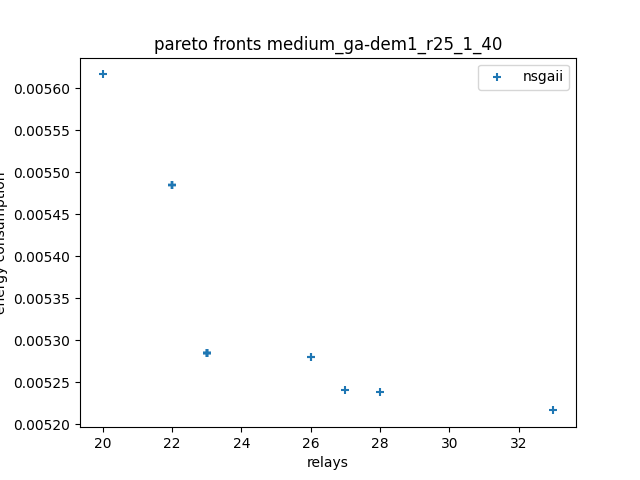 pareto fronts medium_ga-dem1_r25_1_40
nsgaii
0.00560
0.00555
0.00550
0.00545
0.00540
0.00535
0.00530
0.00525
0.00520
energy consumption
20 22 24 26 28 30 32
relays